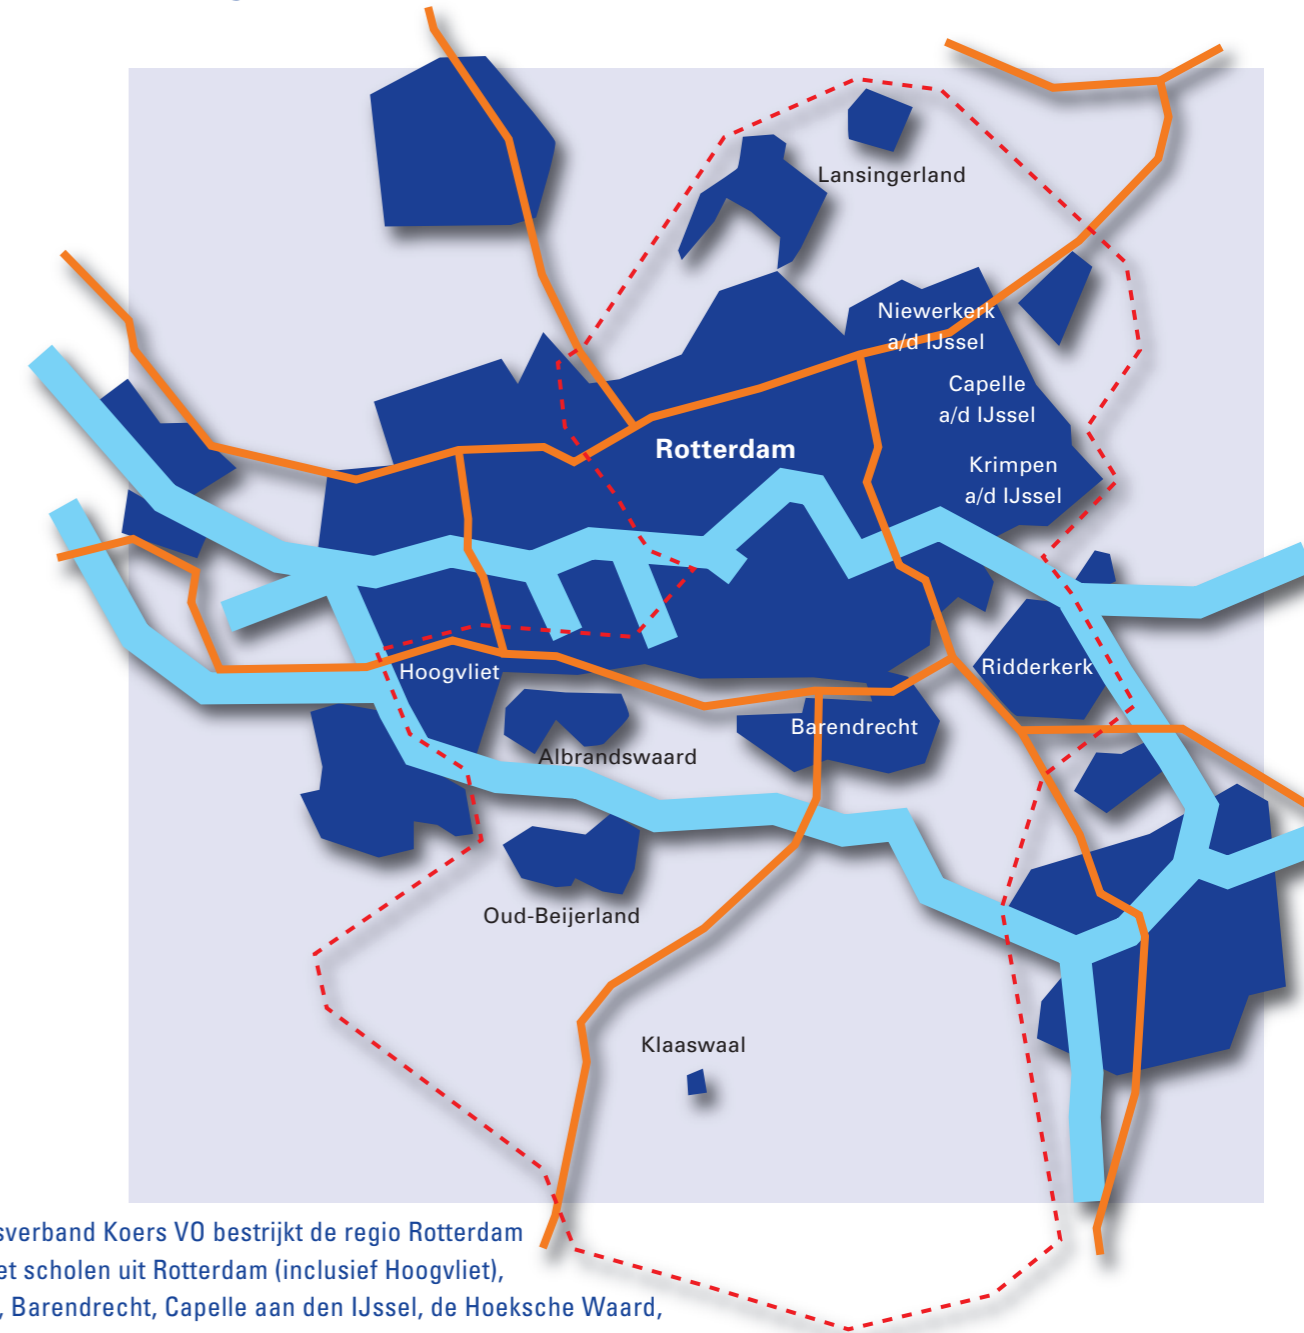 Lansingerland
Niewerkerk
a/d IJssel
Capelle
a/d IJssel
Rotterdam
Krimpen
a/d IJssel
Hoogvliet
Ridderkerk
Barendrecht
Albrandswaard
Oud-Beijerland
Klaaswaal
sverband Koers VO bestrijkt de regio Rotterdam
et scholen uit Rotterdam (inclusief Hoogvliet),
, Barendrecht, Capelle aan den IJssel, de Hoeksche Waard,